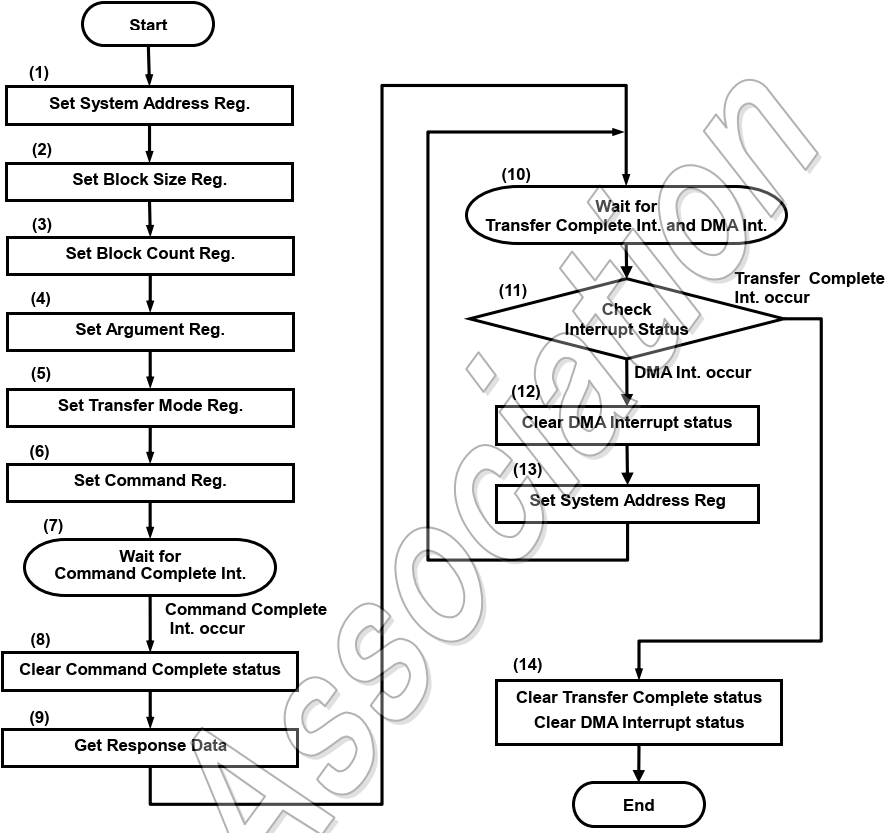 Start
(1)
Set System Address Reg.
(2)
Set Block Size Reg.
(3)
Set Block Count Reg.
(4)
Set Argument Reg.
(5)
Set Transfer Mode Reg.
(6)
Set Command Reg.
(7)
Wait for
Command Complete Int.
Command Complete
Int. occur
(8)
Clear Command Complete status
(9)
Get Response Data
(10)
Wait for
Transfer Complete Int. and DMA Int.
(11)
Check
Interrupt Status
Transfer Complete
Int. occur
DMA Int. occur
(12)
Clear DMA Interrupt status
(13)
Set System Address Reg
(14)
Clear Transfer Complete status
Clear DMA Interrupt status
End
Association